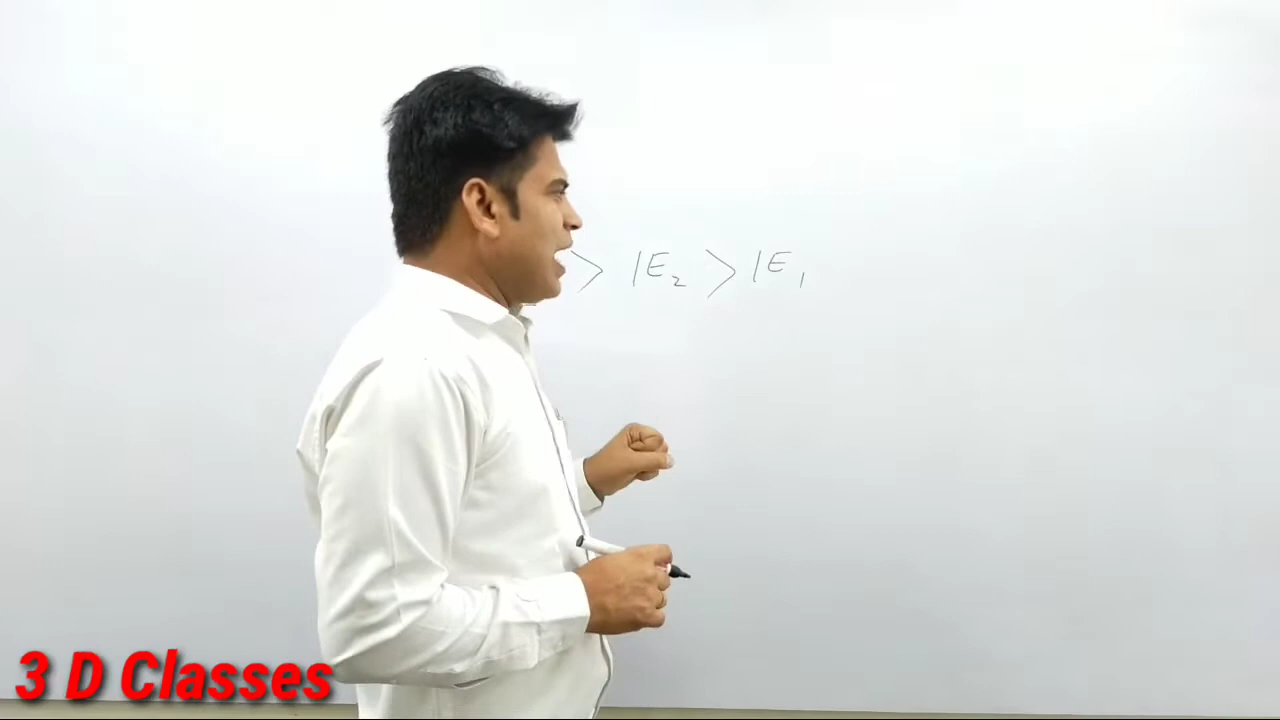 > IE₂ > IE₁
3 D Classes